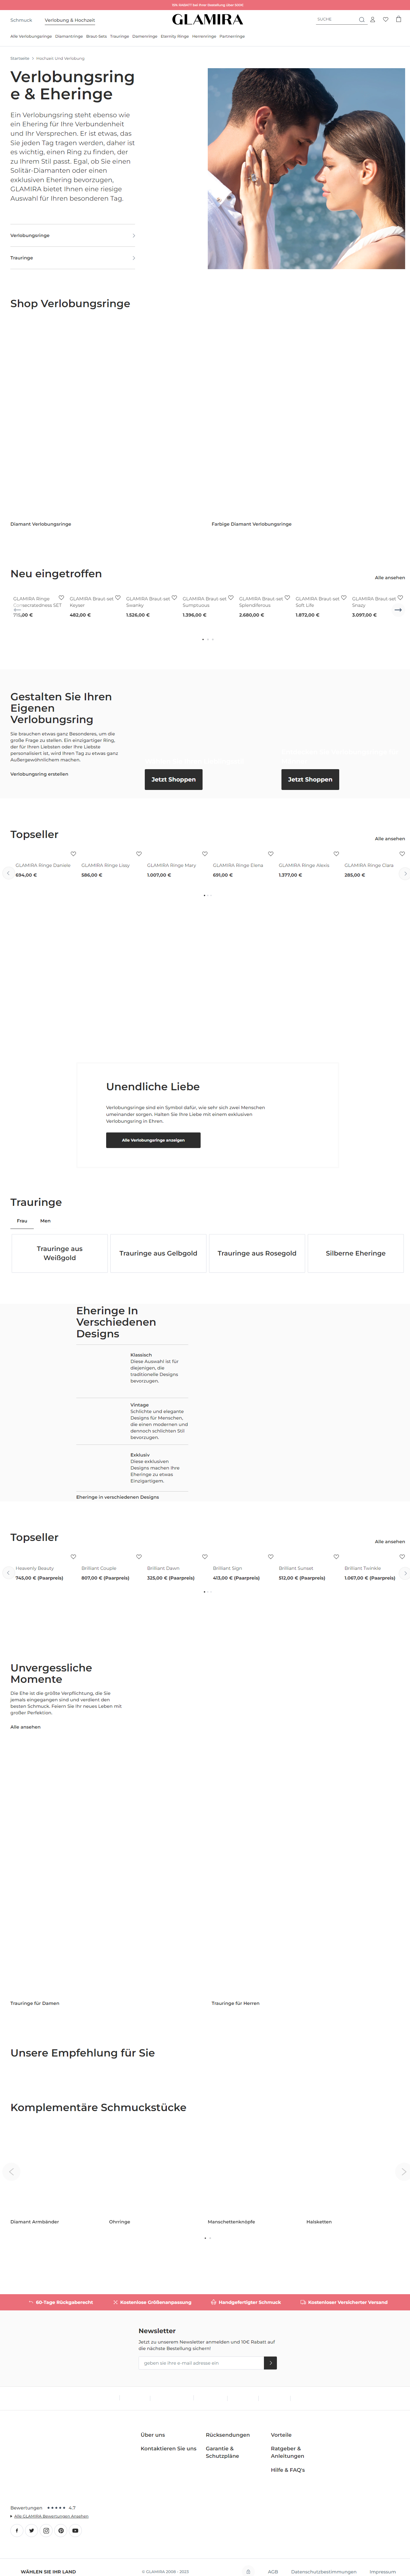 Schmuck
Verlobung & Hochzeit
GLAMIRA
SUCHE
Alle Verlobungsringe Diamantringe Braut-Sets Trauringe Damenringe Eternity Ringe Herrenringe Partnerringe
Startseite > Hochzeit Und Verlobung
Verlobungsring
e & Eheringe
Ein Verlobungsring steht ebenso wie
ein Ehering für Ihre Verbundenheit
und Ihr Versprechen. Er ist etwas, das
Sie jeden Tag tragen werden, daher ist
es wichtig, einen Ring zu finden, der
zu Ihrem Stil passt. Egal, ob Sie einen
Solitär-Diamanten oder einen
exklusiven Ehering bevorzugen,
GLAMIRA bietet Ihnen eine riesige
Auswahl für Ihren besonderen Tag.
Verlobungsringe
Trauringe
Shop Verlobungsringe
Diamant Verlobungsringe
Farbige Diamant Verlobungsringe
Neu eingetroffen
Alle ansehen
GLAMIRA Ringe
Consecratedness SET
GLAMIRA Braut-set
Keyser
482,00 €
GLAMIRA Braut-set
Swanky
1.526,00 €
GLAMIRA Braut-set
Sumptuous
1.396,00 €
GLAMIRA Braut-set
Splendiferous
2.680,00 €
GLAMIRA Braut-set
Soft Life
1.872,00 €
GLAMIRA Braut-set
Snazy
3.097,00 €
Gestalten Sie Ihren
Eigenen
Verlobungsring
Sie brauchen etwas ganz Besonderes, um die
große Frage zu stellen. Ein einzigartiger Ring,
der für Ihren Liebsten oder Ihre Liebste
personalisiert ist, wird Ihren Tag zu etwas ganz
Außergewöhnlichem machen.
Verlobungsring erstellen
Jetzt Shoppen
Jetzt Shoppen
Topseller
Alle ansehen
GLAMIRA Ringe Daniele
694,00 €
GLAMIRA Ringe Lissy
586,00 €
GLAMIRA Ringe Mary
1.007,00 €
GLAMIRA Ringe Elena
691,00 €
GLAMIRA Ringe Alexis
1.377,00 €
GLAMIRA Ringe Clara
285,00 €
Unendliche Liebe
Verlobungsringe sind ein Symbol dafür, wie sehr sich zwei Menschen
umeinander sorgen. Halten Sie Ihre Liebe mit einem exklusiven
Verlobungsring in Ehren.
Alle Verlobungsringe anzeigen
Trauringe
Frau
Men
Trauringe aus
Weißgold
Trauringe aus Gelbgold
Trauringe aus Rosegold
Silberne Eheringe
Eheringe In
Verschiedenen
Designs
Klassisch
Diese Auswahl ist für
diejenigen, die
traditionelle Designs
bevorzugen.
Vintage
Schlichte und elegante
Designs für Menschen,
die einen modernen und
dennoch schlichten Stil
bevorzugen.
Exklusiv
Diese exklusiven
Designs machen Ihre
Eheringe zu etwas
Einzigartigem.
Eheringe in verschiedenen Designs
Topseller
Alle ansehen
Heavenly Beauty
745,00 € (Paarpreis)
Brilliant Couple
807,00 € (Paarpreis)
Brilliant Dawn
325,00 € (Paarpreis)
Brilliant Sign
413,00 € (Paarpreis)
Brilliant Sunset
512,00 € (Paarpreis)
Brilliant Twinkle
1.067,00 € (Paarpreis)
Unvergessliche
Momente
Die Ehe ist die größte Verpflichtung, die Sie
jemals eingegangen sind und verdient den
besten Schmuck. Feiern Sie Ihr neues Leben mit
großer Perfektion.
Alle ansehen
Trauringe für Damen
Trauringe für Herren
Unsere Empfehlung für Sie
Komplementäre Schmuckstücke
Diamant Armbänder
Ohrringe
Manschettenknöpfe
Halsketten
60-Tage Rückgaberecht
Kostenlose Größenanpassung
Handgefertigter Schmuck
Kostenloser Versicherter Versand
Newsletter
Jetzt zu unserem Newsletter anmelden und 10€ Rabatt auf
die nächste Bestellung sichern!
geben sie ihre e-mail adresse ein
Über uns
Kontaktieren Sie uns
Rücksendungen
Garantie &
Schutzpläne
Vorteile
Ratgeber &
Anleitungen
Hilfe & FAQ's
Bewertungen ★★★★★ 4.7
Alle GLAMIRA Bewertungen Ansehen
WÄHLEN SIE IHR LAND
© GLAMIRA 2008 - 2022
AGB
Datenschutzbestimmungen
Impressum